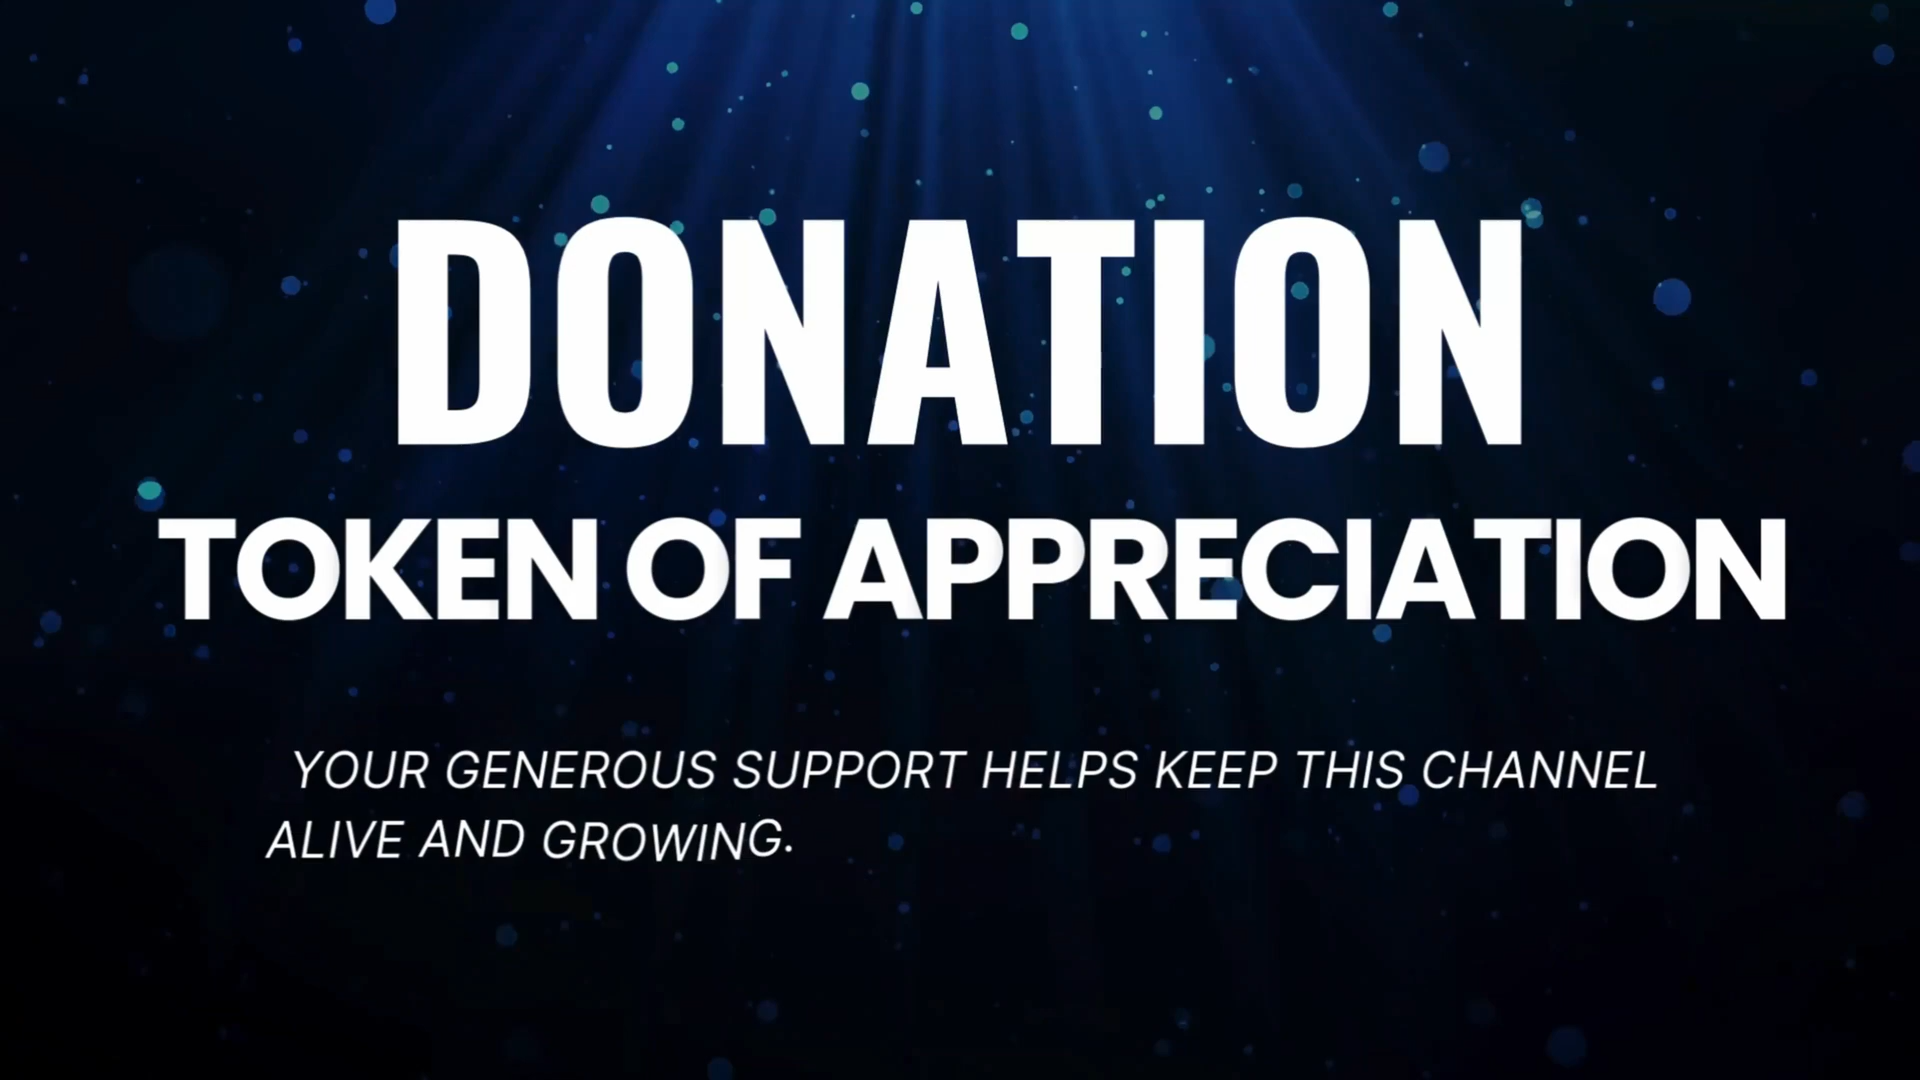 DONATION
TOKEN OF APPRECIATION
YOUR GENEROUS SUPPORT HELPS KEEP THIS CHANNEL
ALIVE AND GROWING.